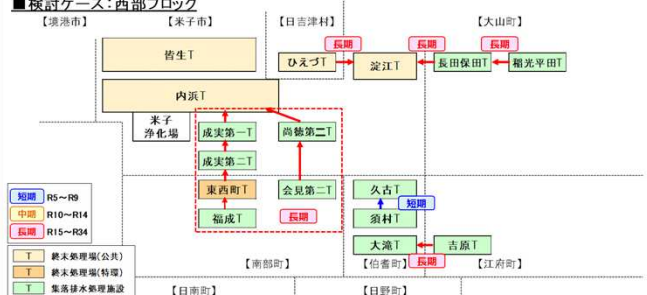 ■検討ケース:西部ブロック
【境港市】 【米子市】 【日吉津村】 【大山町】
長期 長期 長期
皆生T ひえづT 淀江T 長田保田T 稲光平田T
内浜T
米子
浄化場
成実第一T 尚徳第二T
成実第二T
東西町T 会見第二T 久古T
短期
福成T 長期 須村T
大滝T 吉原T
長期
【南部町】 【伯耆町】 【江府町】
【日南町】 【日野町】
短期 R5~R9
中期 R10~R14
長期 R15~R34
T 終末処理場(公共)
T 終末処理場(特環)
T 集落排水処理施設